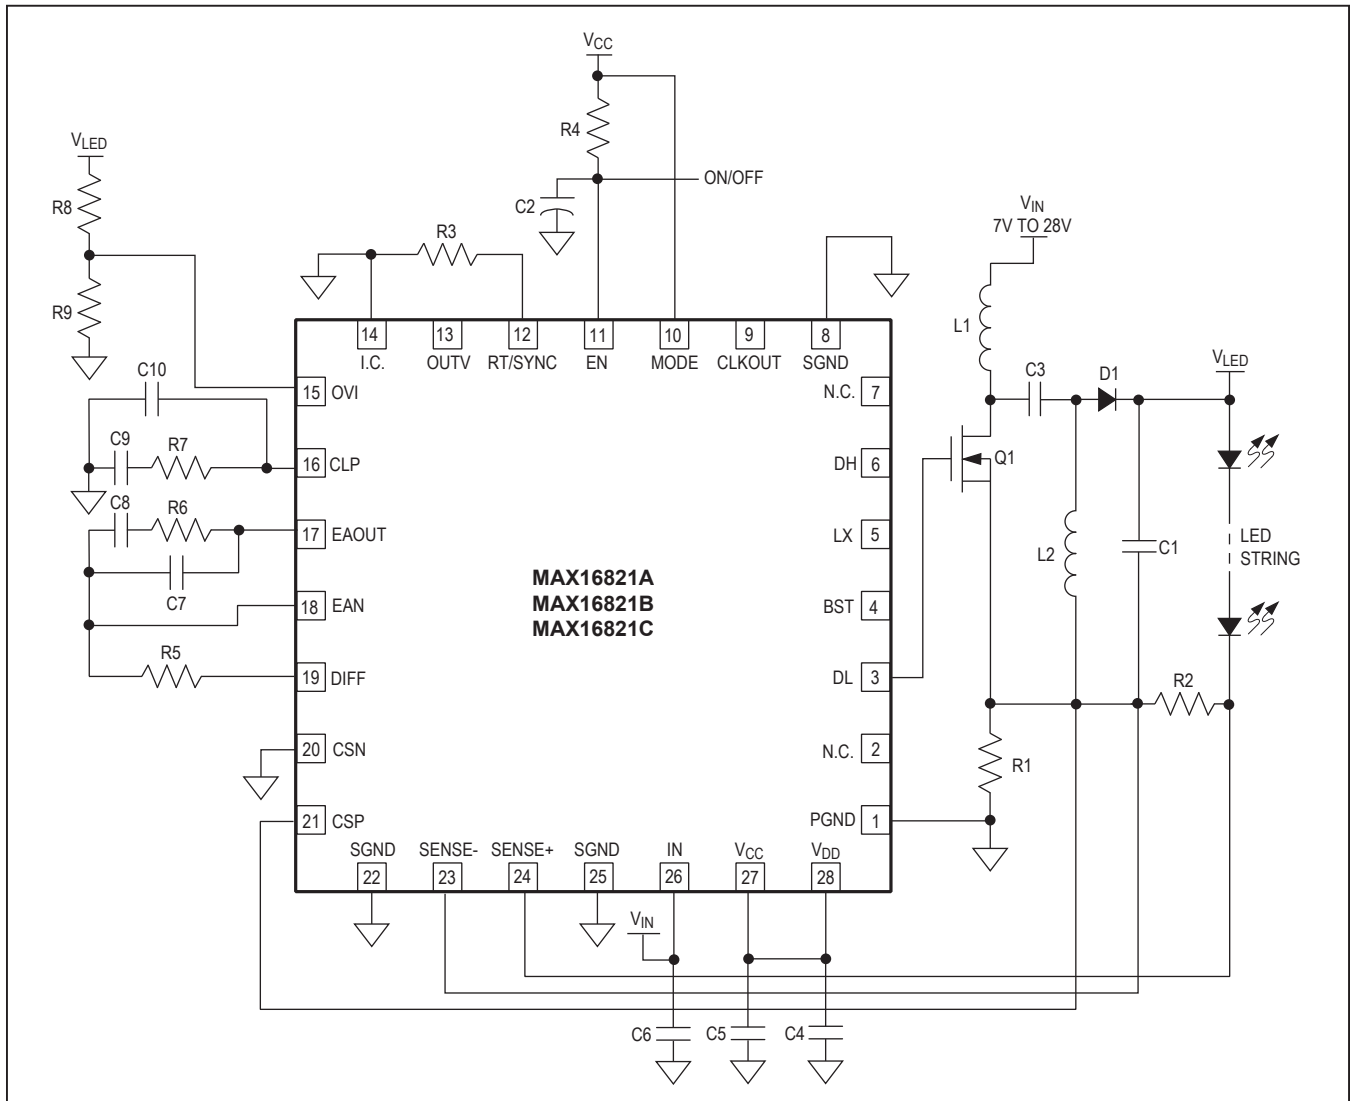 VCC
R4
ON/OFF
C2
VLED
R8
R9
R3
VIN
7V TO 28V
L1
14 13 12 11 10 9 8
I.C. OUTV RT/SYNC EN MODE CLKOUT SGND
C10
15 OVI
N.C. 7
C3
D1
VLED
C9
R7
16 CLP
DH 6
Q1
C8
R6
17 EAOUT
LX 5
C7
L2
C1
LED
STRING
MAX16821A
MAX16821B
MAX16821C
18 EAN
BST 4
R5
19 DIFF
DL 3
R2
20 CSN
N.C. 2
R1
21 CSP
PGND 1
SGND SENSE- SENSE+ SGND IN VCC VDD
22 23 24 25 26 27 28
VIN
C6
C5
C4